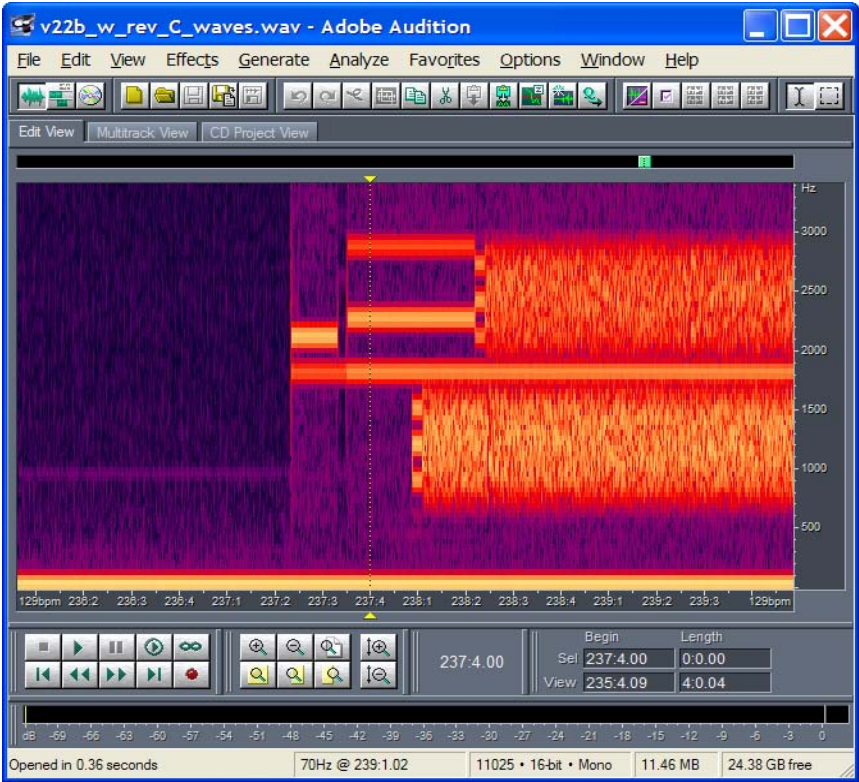 v22b_w_rev_C_waves.wav - Adobe Audition
File Edit View Effects Generate Analyze Favorites Options Window Help
Edit View Multitrack View CD Project View
Hz
3000
2500
2000
1500
1000
500
129bpm 236:2 236:3 236:4 237:1 237:2 237:3 237:4 238:1 238:2 238:3 238:4 239:1 239:2 239:3 129bpm
237:4.00
Begin Length
Sel 237:4.00 0:0.00
View 235:4.09 4:0.04
dB -69 -66 -63 -60 -57 -54 -51 -48 -45 -42 -39 -36 -33 -30 -27 -24 -21 -18 -15 -12 -9 -6 -3 0
Opened in 0.36 seconds 70Hz @ 239:1.02 11025 • 16-bit • Mono 11.46 MB 24.38 GB free